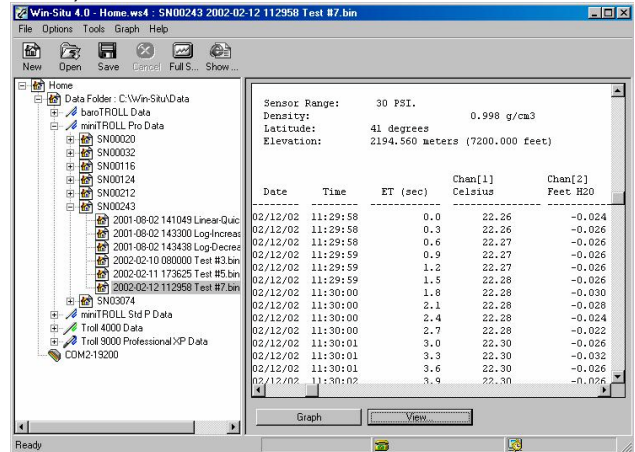 Win-Situ 4.0 - Home.ws4 : SN00243 2002-02-12 112958 Test #7.bin
File Options Tools Graph Help
New Open Save Cancel Full S... Show ...
Home
Data Folder : C:\Win-Situ\Data
baroTROLL Data
miniTROLL Pro Data
SN00020
SN00032
SN00116
SN00124
SN00212
SN00243
2001-08-02 141049 Linear-Quic
2001-08-02 143300 Log-Increas
2001-08-02 143438 Log-Decrea
2002-02-10 080000 Test #3.bin
2002-02-11 173625 Test #5.bin
2002-02-12 112958 Test #7.bin
SN03074
miniTROLL Std P Data
Troll 4000 Data
Troll 9000 Professional XP Data
COM2-19200
Sensor Range: 30 PSI.
Density: 0.998 g/cm3
Latitude: 41 degrees
Elevation: 2194.560 meters (7200.000 feet)
Chan[1] Chan[2]
Date Time ET (sec) Celsius Feet H2O
02/12/02 11:29:58 0.0 22.26 -0.024
02/12/02 11:29:58 0.3 22.26 -0.026
02/12/02 11:29:58 0.6 22.27 -0.026
02/12/02 11:29:59 0.9 22.27 -0.026
02/12/02 11:29:59 1.2 22.27 -0.026
02/12/02 11:29:59 1.5 22.28 -0.028
02/12/02 11:30:00 1.8 22.28 -0.030
02/12/02 11:30:00 2.1 22.28 -0.028
02/12/02 11:30:00 2.4 22.28 -0.024
02/12/02 11:30:00 2.7 22.28 -0.022
02/12/02 11:30:01 3.0 22.30 -0.026
02/12/02 11:30:01 3.3 22.30 -0.032
02/12/02 11:30:01 3.6 22.30 -0.026
02/12/02 11:30:02 3.9 22.30 -0.026
Graph View...
Ready